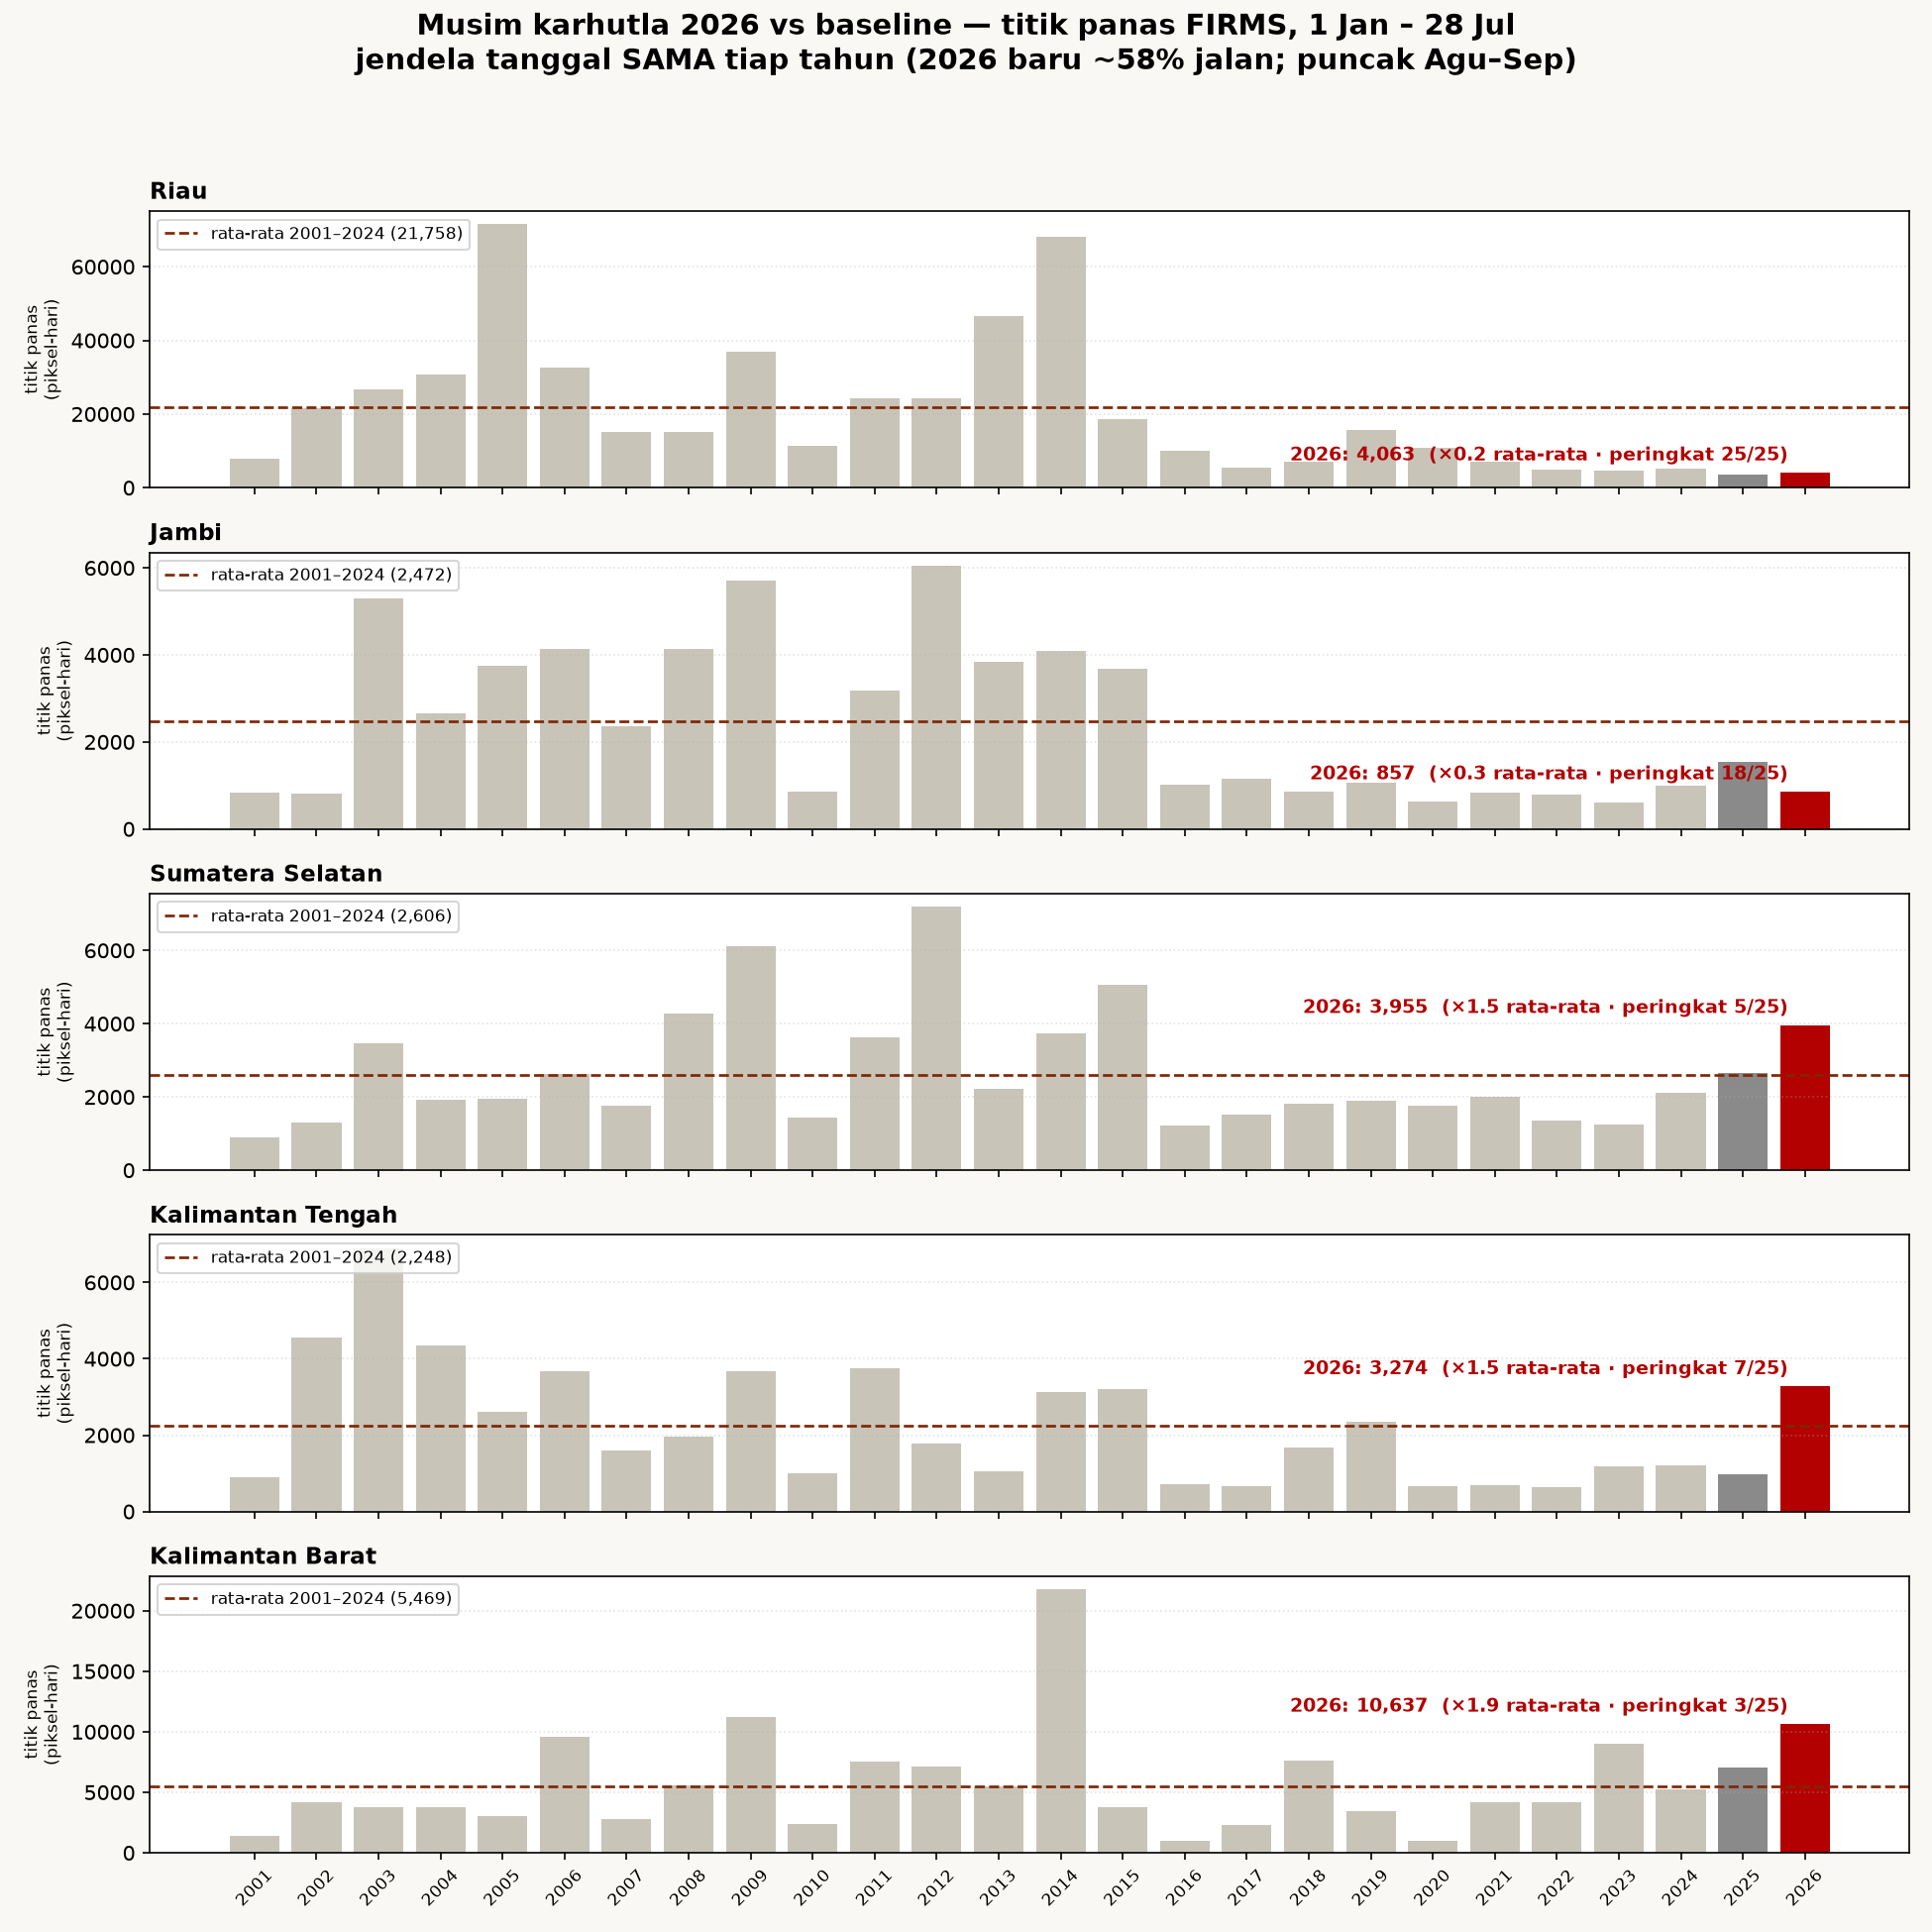 Musim karhutla 2026 vs baseline — titik panas FIRMS, 1 Jan – 28 Jul
jendela tanggal SAMA tiap tahun (2026 baru ~58% jalan; puncak Agu–Sep)
Riau
titik panas
(piksel-hari)
60000
40000
20000
0
rata-rata 2001–2024 (21,758)
2026: 4,063 (×0.2 rata-rata · peringkat 25/25)
Jambi
titik panas
(piksel-hari)
6000
4000
2000
0
rata-rata 2001–2024 (2,472)
2026: 857 (×0.3 rata-rata · peringkat 18/25)
Sumatera Selatan
titik panas
(piksel-hari)
6000
4000
2000
0
rata-rata 2001–2024 (2,606)
2026: 3,955 (×1.5 rata-rata · peringkat 5/25)
Kalimantan Tengah
titik panas
(piksel-hari)
6000
4000
2000
0
rata-rata 2001–2024 (2,248)
2026: 3,274 (×1.5 rata-rata · peringkat 7/25)
Kalimantan Barat
titik panas
(piksel-hari)
20000
15000
10000
5000
0
rata-rata 2001–2024 (5,469)
2026: 10,637 (×1.9 rata-rata · peringkat 3/25)
2001 2002 2003 2004 2005 2006 2007 2008 2009 2010 2011 2012 2013 2014 2015 2016 2017 2018 2019 2020 2021 2022 2023 2024 2025 2026